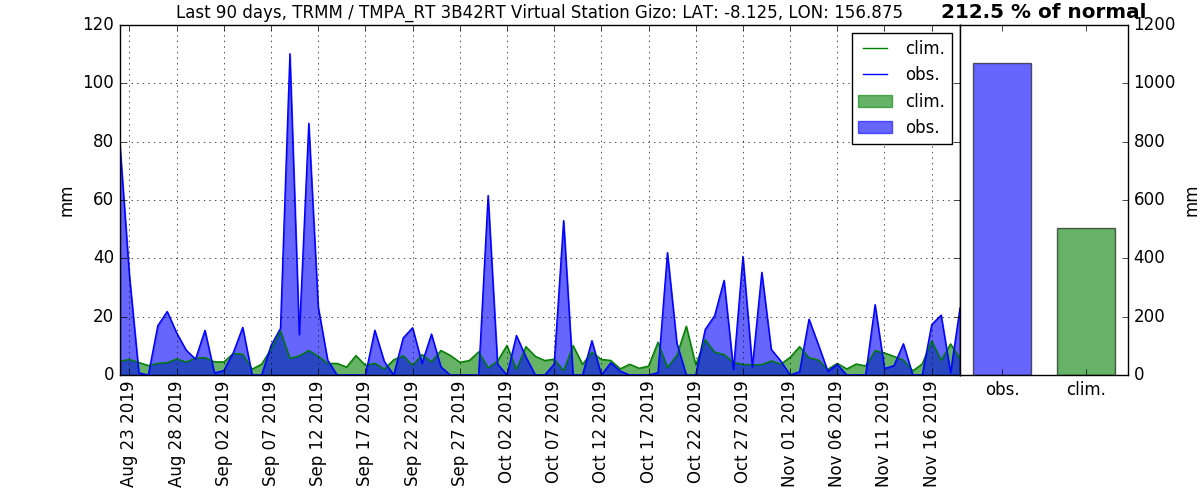 Last 90 days, TRMM / TMPA_RT 3B42RT Virtual Station Gizo: LAT: -8.125, LON: 156.875
212.5 % of normal
120
100
80
60
40
20
0
mm
clim.
obs.
clim.
obs.
1200
1000
800
600
400
200
0
mm
Aug 23 2019
Aug 28 2019
Sep 02 2019
Sep 07 2019
Sep 12 2019
Sep 17 2019
Sep 22 2019
Sep 27 2019
Oct 02 2019
Oct 07 2019
Oct 12 2019
Oct 17 2019
Oct 22 2019
Oct 27 2019
Nov 01 2019
Nov 06 2019
Nov 11 2019
Nov 16 2019
obs.
clim.